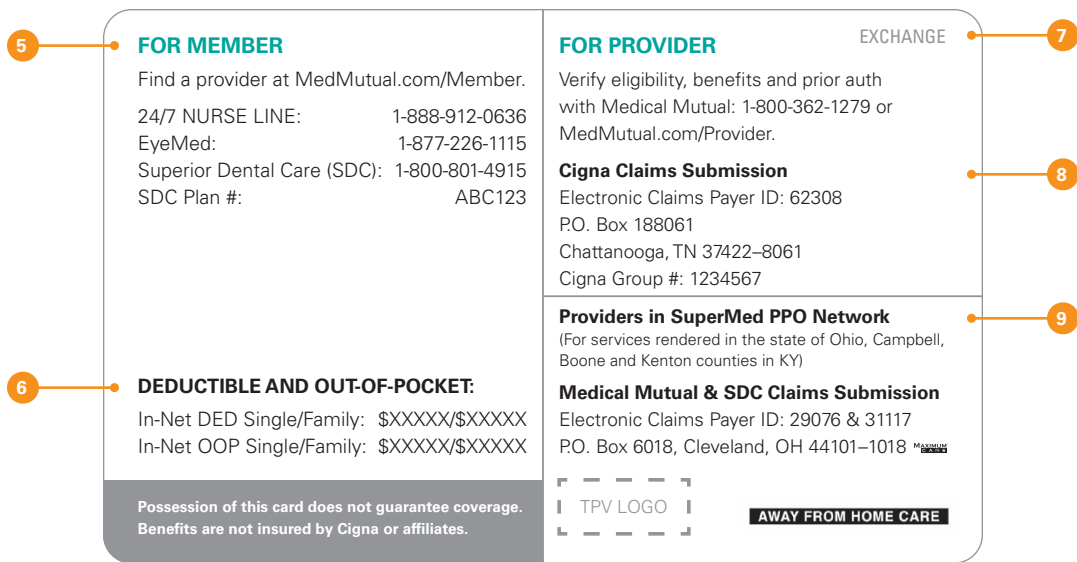 5
FOR MEMBER
Find a provider at MedMutual.com/Member.
24/7 NURSE LINE: 1-888-912-0636
EyeMed: 1-877-226-1115
Superior Dental Care (SDC): 1-800-801-4915
SDC Plan #: ABC123
6
DEDUCTIBLE AND OUT-OF-POCKET:
In-Net DED Single/Family: $XXXXX/$XXXXX
In-Net OOP Single/Family: $XXXXX/$XXXXX
Possession of this card does not guarantee coverage.
Benefits are not insured by Cigna or affiliates.
FOR PROVIDER
EXCHANGE
7
Verify eligibility, benefits and prior auth
with Medical Mutual: 1-800-362-1279 or
MedMutual.com/Provider.
Cigna Claims Submission
8
Electronic Claims Payer ID: 62308
P.O. Box 188061
Chattanooga, TN 37422–8061
Cigna Group #: 1234567
Providers in SuperMed PPO Network
9
(For services rendered in the state of Ohio, Campbell,
Boone and Kenton counties in KY)
Medical Mutual & SDC Claims Submission
Electronic Claims Payer ID: 29076 & 31117
P.O. Box 6018, Cleveland, OH 44101–1018
MAXIMUM
TPV LOGO
AWAY FROM HOME CARE